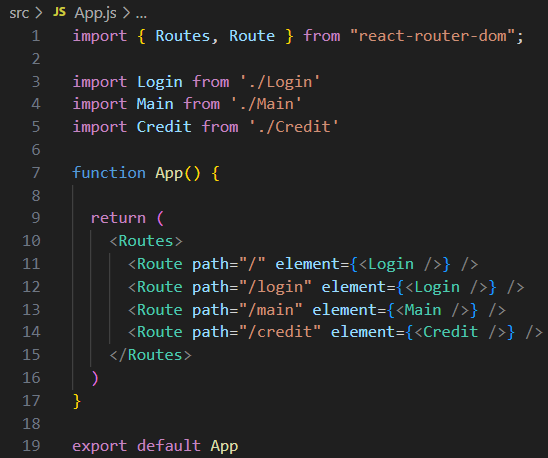 src > JS App.js > ...
1 import { Routes, Route } from "react-router-dom";
2
3 import Login from './Login'
4 import Main from './Main'
5 import Credit from './Credit'
6
7 function App() {
8
9   return (
10     <Routes>
11       <Route path="/" element={<Login />} />
12       <Route path="/login" element={<Login />} />
13       <Route path="/main" element={<Main />} />
14       <Route path="/credit" element={<Credit />} />
15     </Routes>
16   )
17 }
18
19 export default App